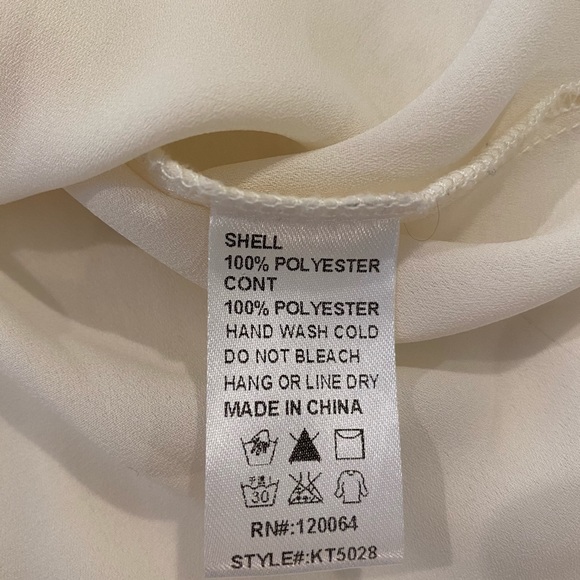 SHELL
100% POLYESTER
CONT
100% POLYESTER
HAND WASH COLD
DO NOT BLEACH
HANG OR LINE DRY
MADE IN CHINA
30
RN#:120064
STYLE#:KT5028